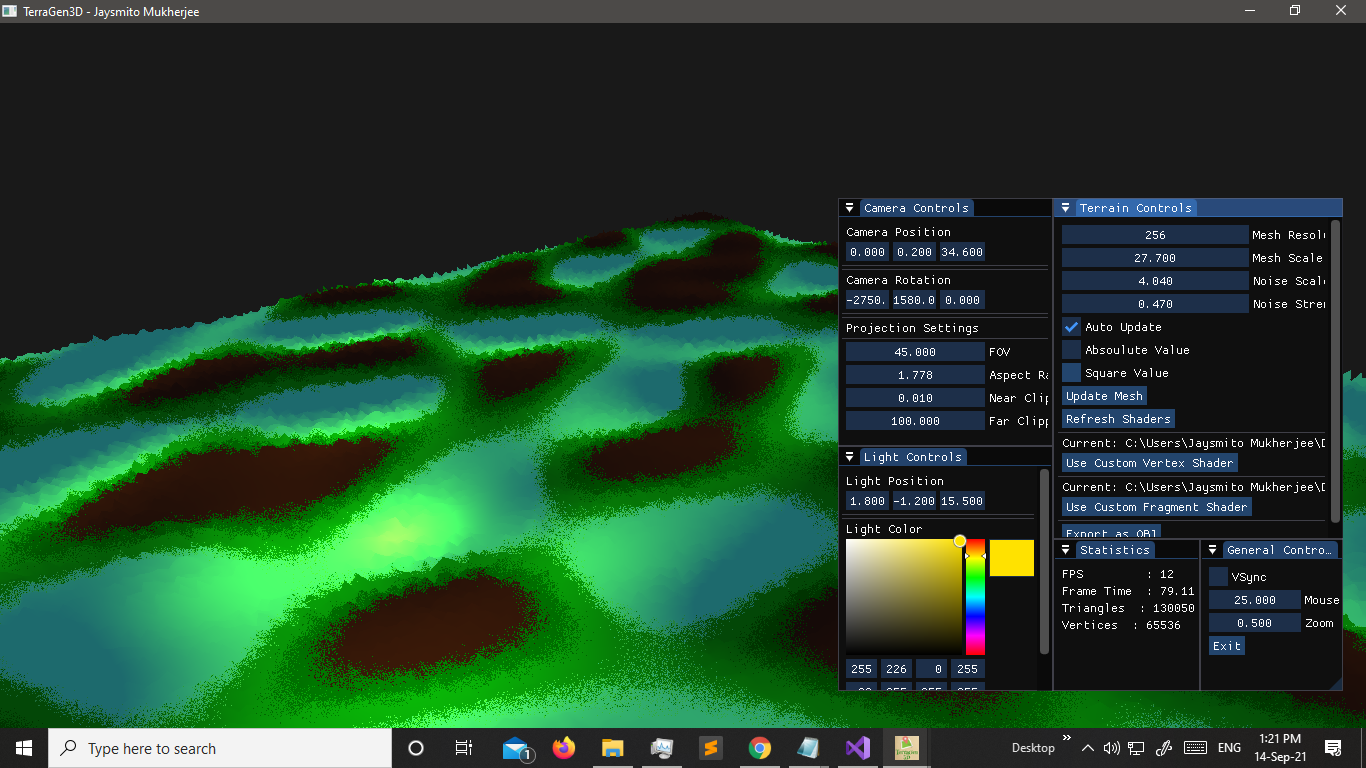 TerraGen3D - Jaysmito Mukherjee
Camera Controls
Camera Position
0.000 0.200 34.600
Camera Rotation
-2750. 1580.0 0.000
Projection Settings
45.000 FOV
1.778 Aspect Ra
0.010 Near Clip
100.000 Far Clipp
Light Controls
Light Position
1.800 -1.200 15.500
Light Color
255 226 0 255
Terrain Controls
256 Mesh Resolu
27.700 Mesh Scale
4.040 Noise Scale
0.470 Noise Stren
Auto Update
Absoulute Value
Square Value
Update Mesh
Refresh Shaders
Current: C:\Users\Jaysmito Mukherjee\D
Use Custom Vertex Shader
Current: C:\Users\Jaysmito Mukherjee\D
Use Custom Fragment Shader
Export as OBJ
Statistics
FPS : 12
Frame Time : 79.11
Triangles : 130050
Vertices : 65536
General Contro...
VSync
25.000 Mouse
0.500 Zoom
Exit
Type here to search
1
Desktop
ENG
1:21 PM
14-Sep-21